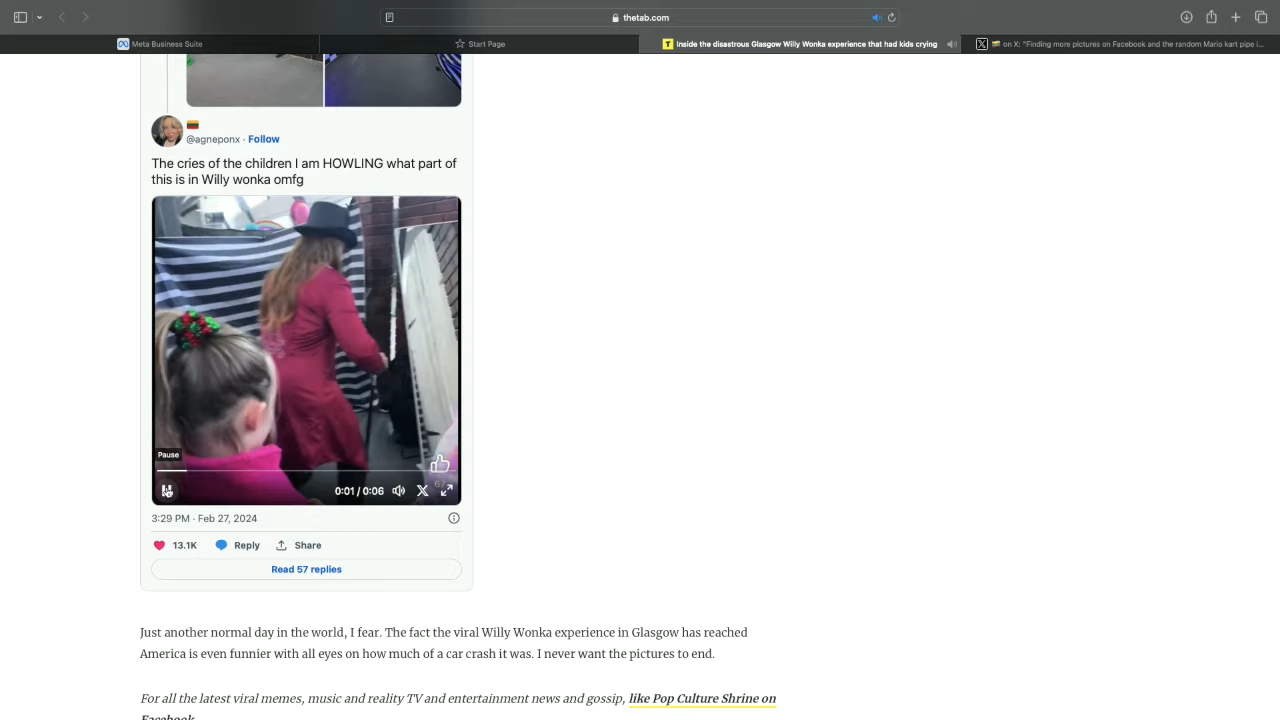 thetab.com
Meta Business Suite
Start Page
T Inside the disastrous Glasgow Willy Wonka experience that had kids crying
X on X: "Finding more pictures on Facebook and the random Mario kart pipe i...
@agneponx · Follow
The cries of the children I am HOWLING what part of
this is in Willy wonka omfg
Pause
0:01 / 0:06
67
3:29 PM · Feb 27, 2024
13.1K Reply Share
Read 57 replies
Just another normal day in the world, I fear. The fact the viral Willy Wonka experience in Glasgow has reached
America is even funnier with all eyes on how much of a car crash it was. I never want the pictures to end.
For all the latest viral memes, music and reality TV and entertainment news and gossip, like Pop Culture Shrine on
Facebook